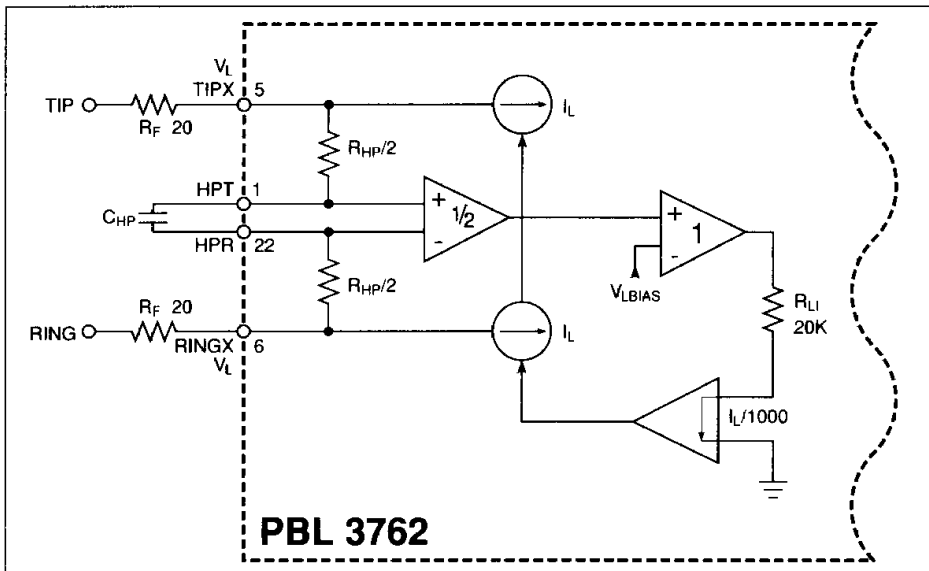 V_L
TIPX 5
TIP
R_F 20
I_L
R_HP/2
HPT 1
+
1/2
-
C_HP
HPR 22
+
1
-
V_LBIAS
R_HP/2
R_LI
20K
RING
R_F 20
RINGX 6
V_L
I_L
I_L/1000
PBL 3762